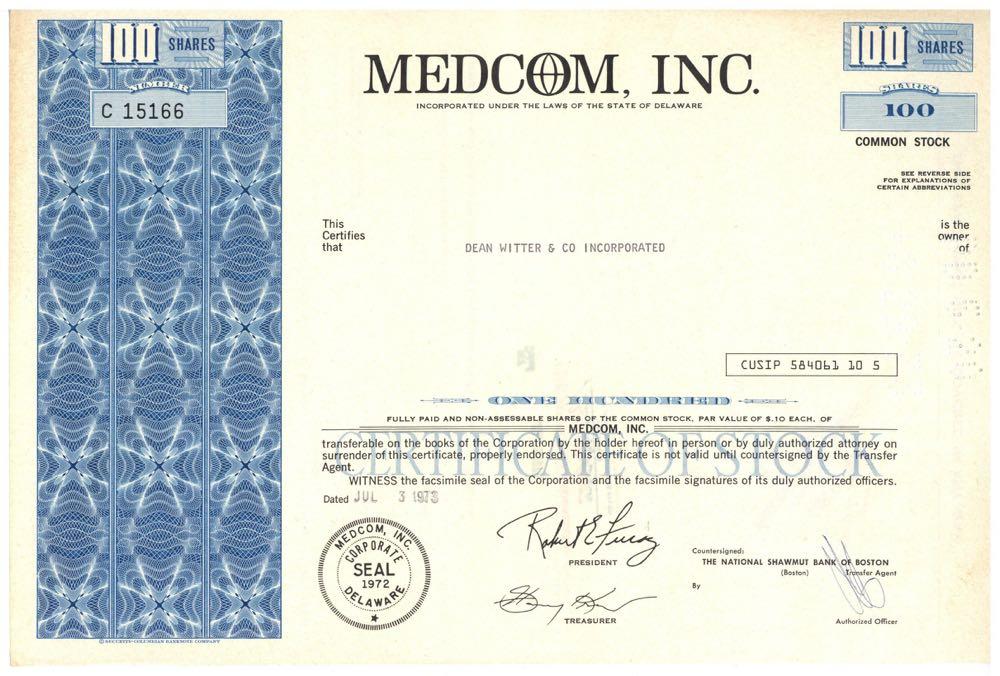 100 SHARES
100 SHARES
NUMBER
C 15166
MEDCOM, INC.
INCORPORATED UNDER THE LAWS OF THE STATE OF DELAWARE
SHARES
100
COMMON STOCK
SEE REVERSE SIDE
FOR EXPLANATIONS OF
CERTAIN ABBREVIATIONS
This
Certifies
that
DEAN WITTER & CO INCORPORATED
is the
owner
of
CUSIP 584061 10 5
ONE HUNDRED
FULLY PAID AND NON-ASSESSABLE SHARES OF THE COMMON STOCK, PAR VALUE OF $.10 EACH, OF
MEDCOM, INC.
CERTIFICATE OF STOCK
transferable on the books of the Corporation by the holder hereof in person or by duly authorized attorney on
surrender of this certificate, properly endorsed. This certificate is not valid until countersigned by the Transfer
Agent.
WITNESS the facsimile seal of the Corporation and the facsimile signatures of its duly authorized officers.
Dated JUL 3 1973
MEDCOM, INC.
CORPORATE
SEAL
1972
DELAWARE
Robert E.
PRESIDENT
TREASURER
Countersigned:
THE NATIONAL SHAWMUT BANK OF BOSTON
(Boston) Transfer Agent
By
Authorized Officer
© SECURITY-COLUMBIAN BANKNOTE COMPANY